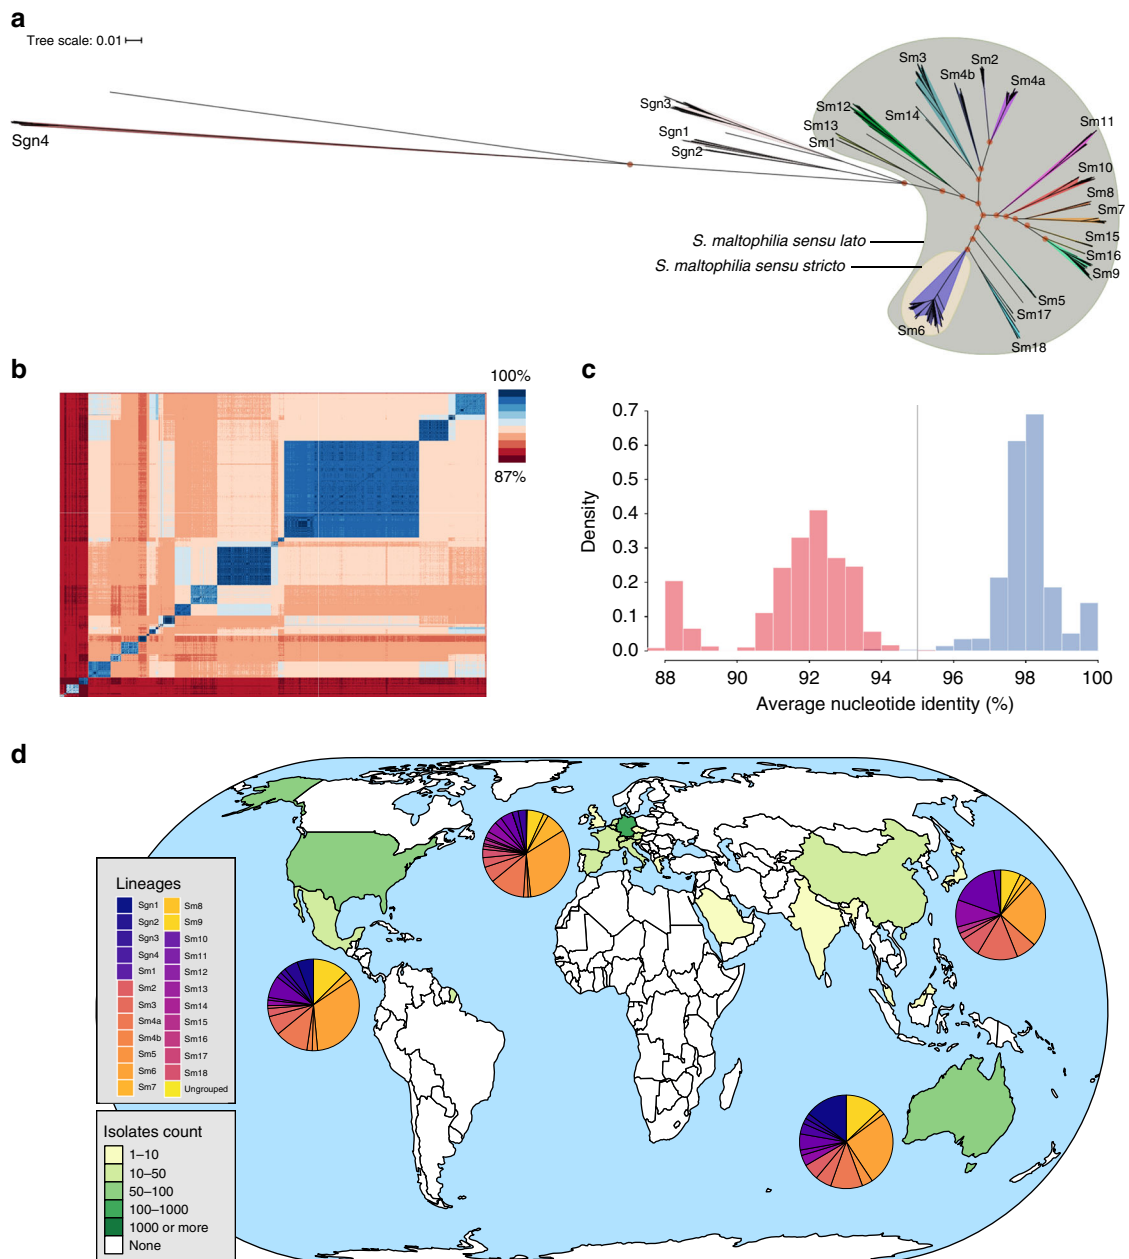 a
Tree scale: 0.01
Sgn4
Sgn3
Sgn1
Sgn2
Sm12
Sm13
Sm1
Sm3
Sm14
Sm4b
Sm2
Sm4a
Sm11
Sm10
Sm8
Sm7
Sm15
Sm16
Sm9
Sm5
Sm17
Sm18
Sm6
S. maltophilia sensu lato
S. maltophilia sensu stricto
b
100%
87%
c
Density
0.7
0.6
0.5
0.4
0.3
0.2
0.1
0.0
88 90 92 94 96 98 100
Average nucleotide identity (%)
d
Lineages
Sgn1 Sm8
Sgn2 Sm9
Sgn3 Sm10
Sgn4 Sm11
Sm1 Sm12
Sm2 Sm13
Sm3 Sm14
Sm4a Sm15
Sm4b Sm16
Sm5 Sm17
Sm6 Sm18
Sm7 Ungrouped
Isolates count
1–10
10–50
50–100
100–1000
1000 or more
None